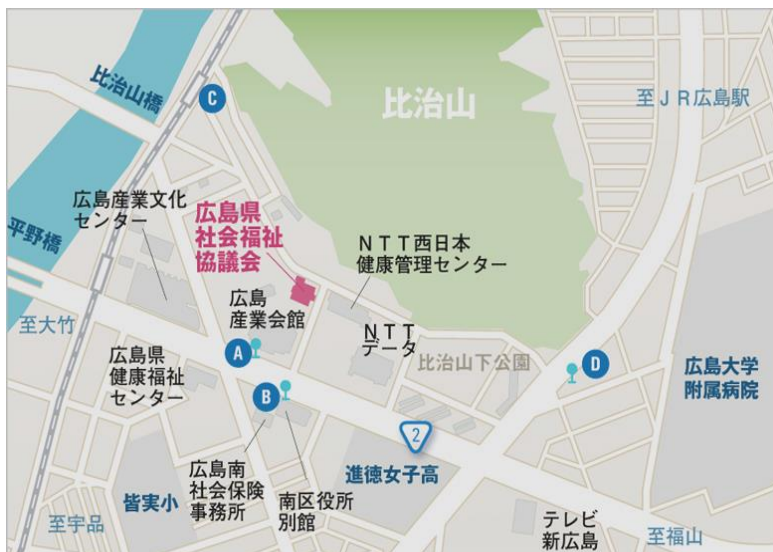 比治山橋
C
比治山
至ＪＲ広島駅
広島産業文化
センター
平野橋
広島県
社会福祉
協議会
ＮＴＴ西日本
健康管理センター
広島
産業会館
至大竹
ＮＴＴ
データ
A
広島県
健康福祉
センター
比治山下公園
D
広島大学
附属病院
B
2
広島南
社会保険
事務所
進徳女子高
皆実小
南区役所
別館
至宇品
テレビ
新広島
至福山